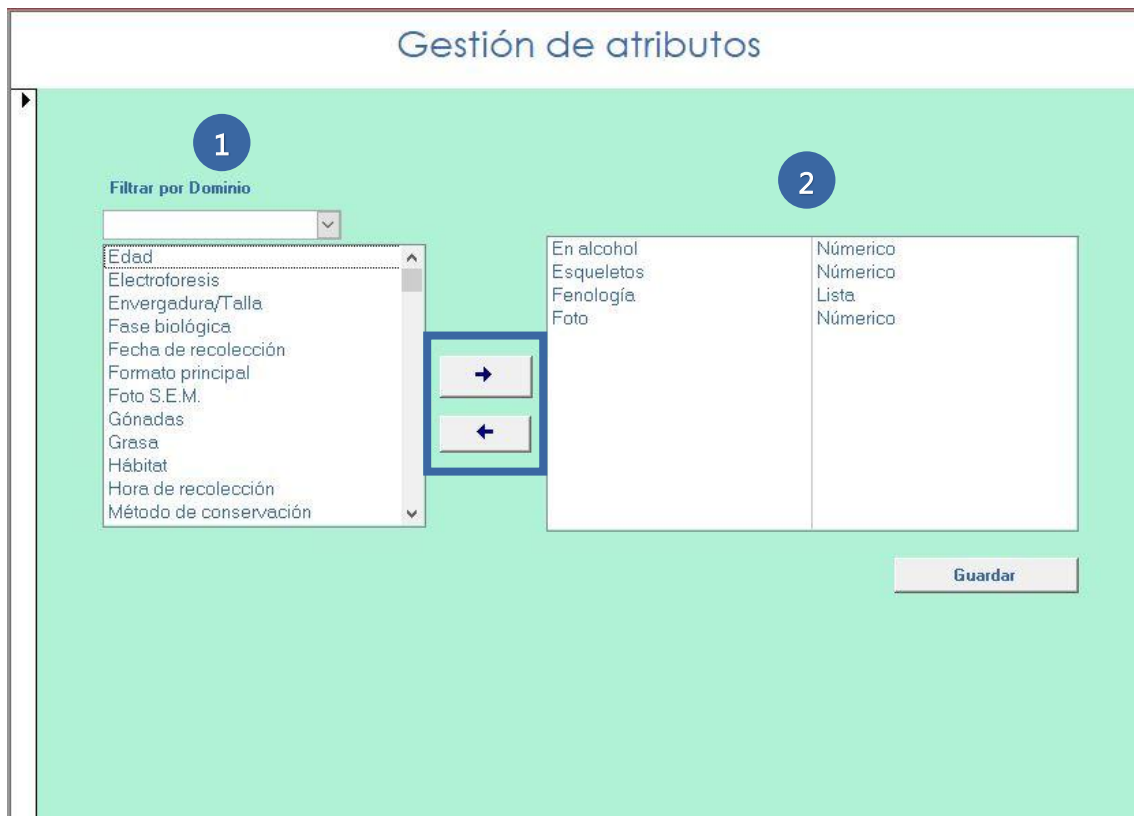 Gestión de atributos
1
Filtrar por Dominio
2
Edad
Electroforesis
Envergadura/Talla
Fase biológica
Fecha de recolección
Formato principal
Foto S.E.M.
Gónadas
Grasa
Hábitat
Hora de recolección
Método de conservación
En alcohol Númerico
Esqueletos Númerico
Fenología Lista
Foto Númerico
Guardar